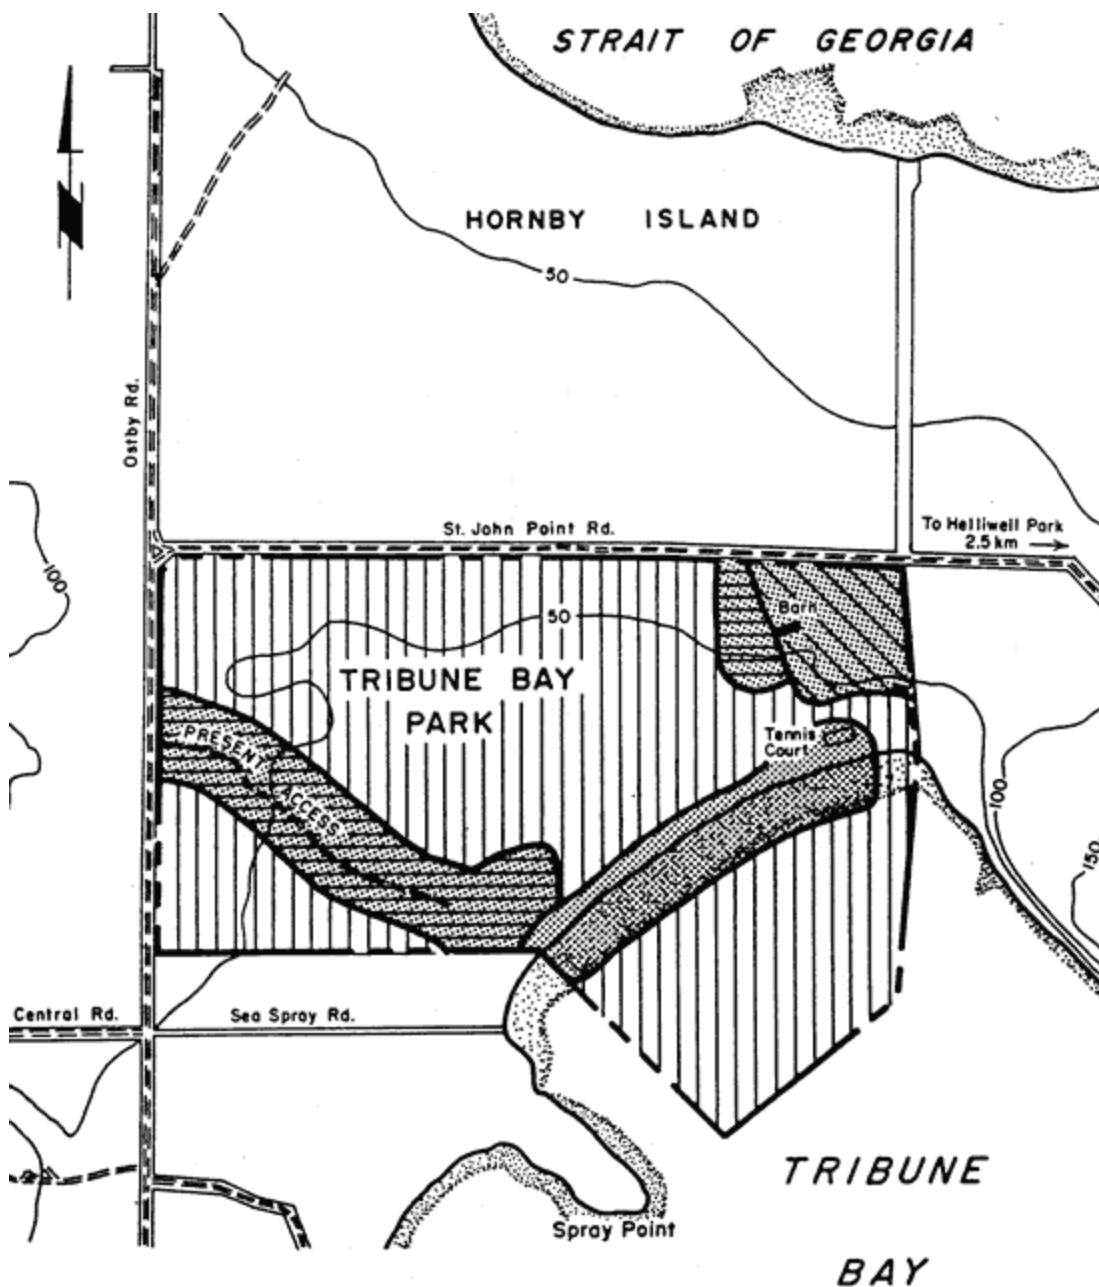 STRAIT OF GEORGIA
HORNBY ISLAND
50
Ostby Rd.
St. John Point Rd.
To Helliwell Park
2.5 km
100
Barn
50
TRIBUNE BAY
PARK
PRESENT ACCESS
Tennis
Court
100
150
Central Rd.
Sea Spray Rd.
TRIBUNE
BAY
Spray Point